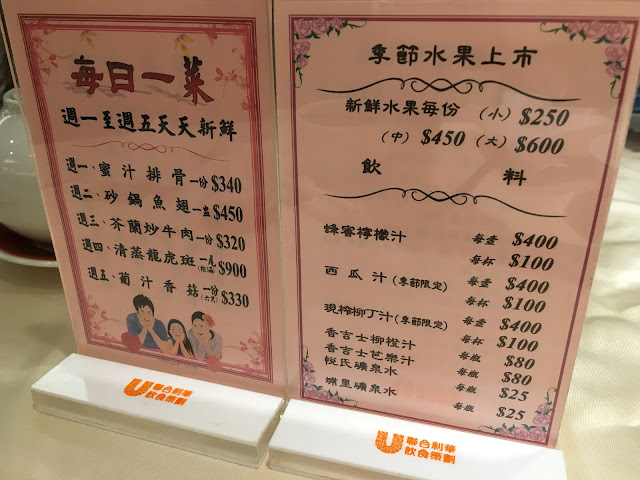 每日一菜
週一至週五天天新鮮
週一、蜜汁排骨一份$340
週二、砂鍋魚翅一盅$450
週三、芥蘭炒牛肉一份$320
週四、清蒸龍虎斑一尾$900
週五、葡汁香菇一份(六克)$330
U 聯合利華
飲食策劃
季節水果上市
新鮮水果每份 (小) $250
(中) $450 (大) $600
飲 料
蜂蜜檸檬汁 每壺 $400
每杯 $100
西瓜汁(季節限定) 每壺 $400
每杯 $100
現榨柳丁汁(季節限定) 每壺 $400
每杯 $100
香吉士柳橙汁 每瓶 $80
香吉士芭樂汁 每瓶 $80
悅氏礦泉水 每瓶 $25
埔里礦泉水 每瓶 $25
U 聯合利華
飲食策劃